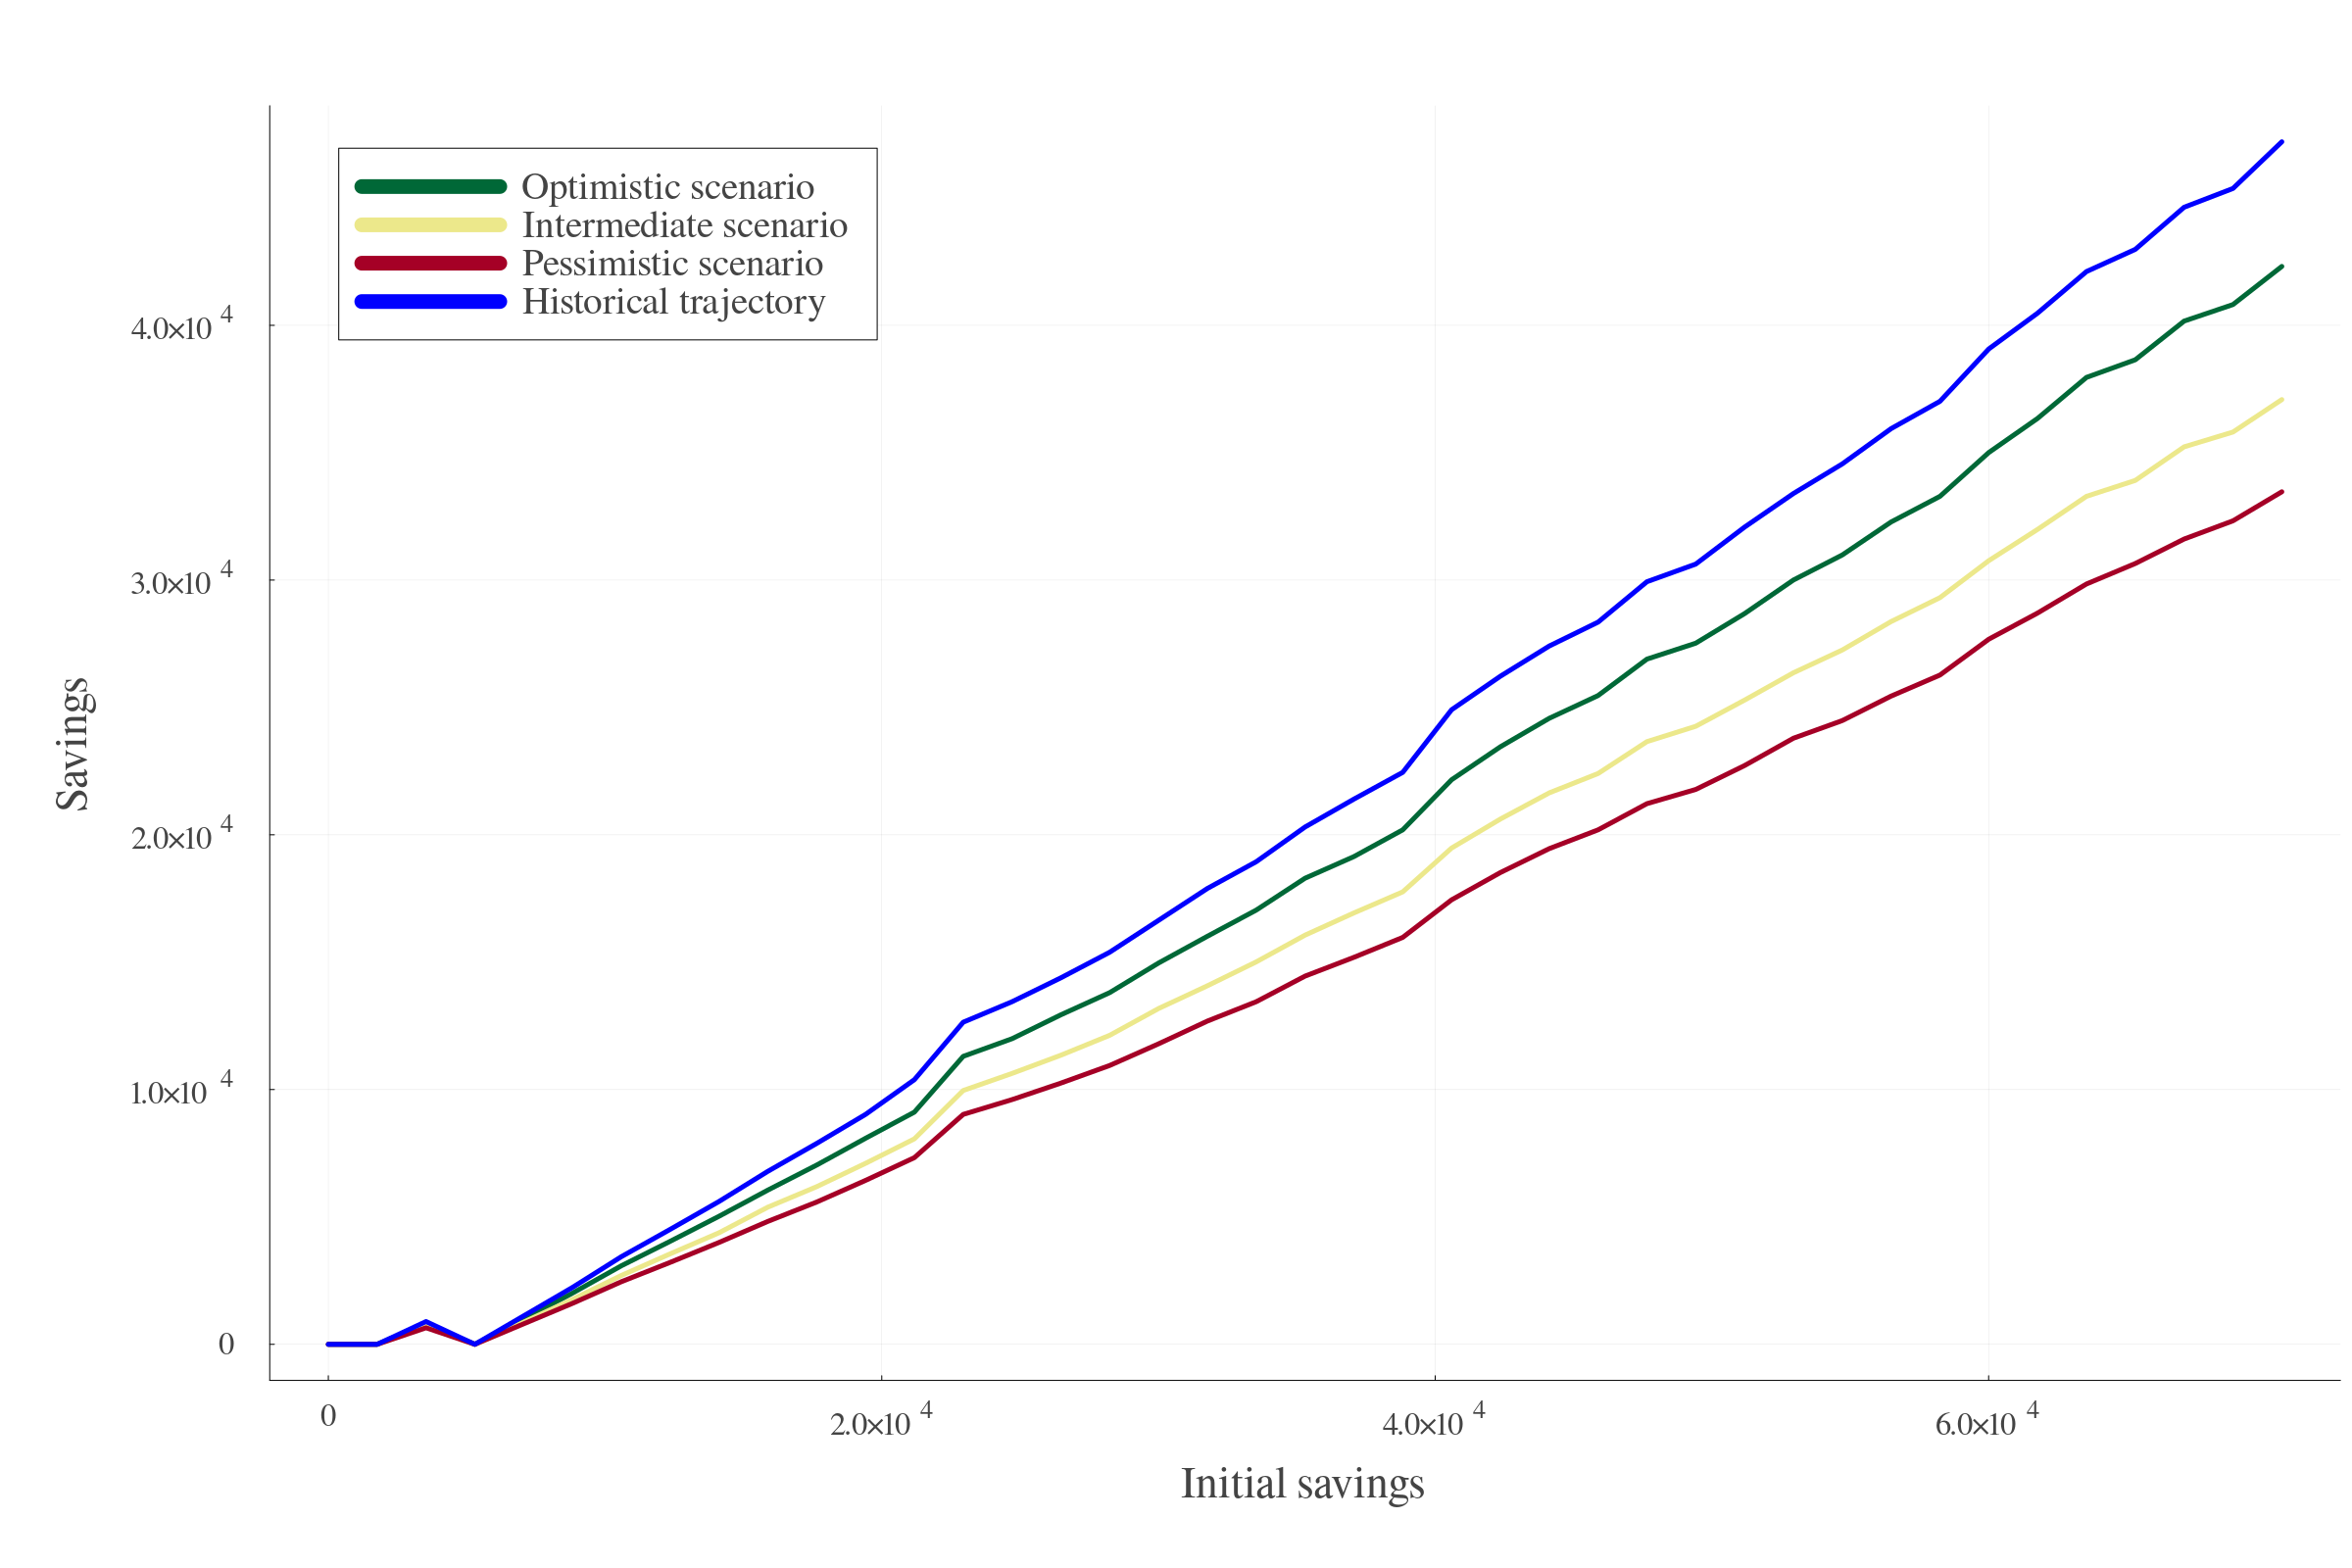 Optimistic scenario
Intermediate scenario
Pessimistic scenario
Historical trajectory
4.0×10 4
3.0×10 4
2.0×10 4
1.0×10 4
0
Savings
0
2.0×10 4
4.0×10 4
6.0×10 4
Initial savings